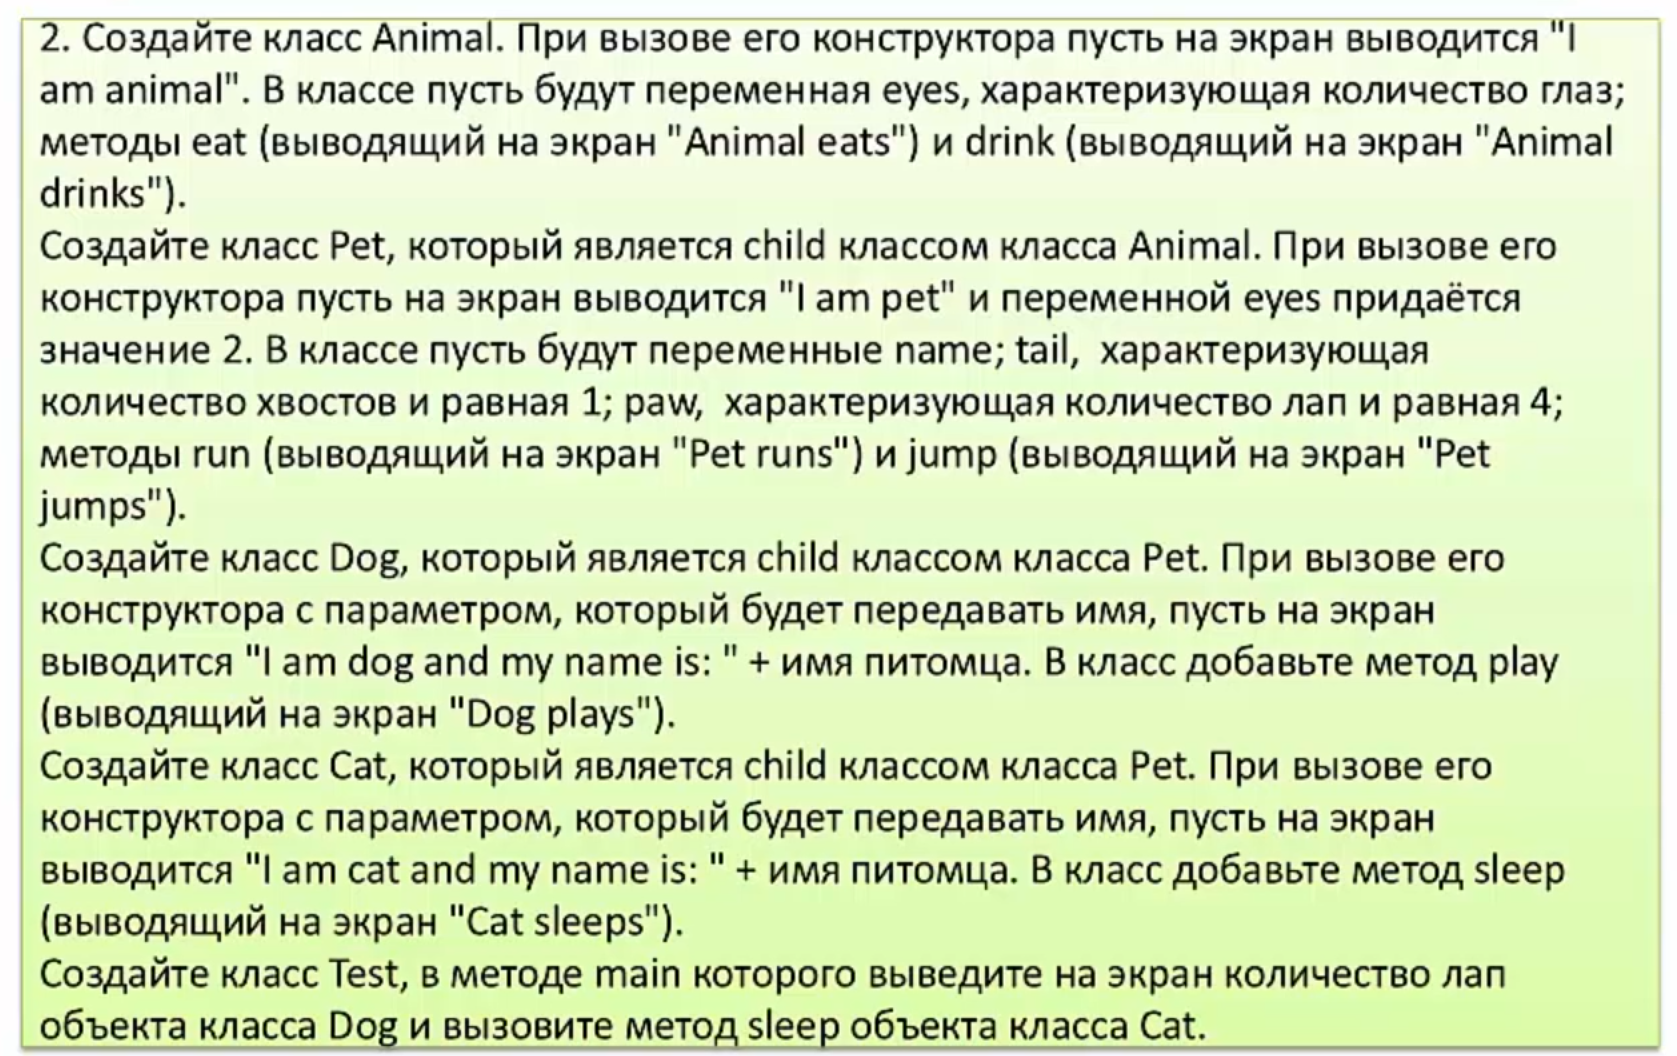 2. Создайте класс Animal. При вызове его конструктора пусть на экран выводится "I
am animal". В классе пусть будут переменная eyes, характеризующая количество глаз;
методы eat (выводящий на экран "Animal eats") и drink (выводящий на экран "Animal
drinks").
Создайте класс Pet, который является child классом класса Animal. При вызове его
конструктора пусть на экран выводится "I am pet" и переменной eyes придаётся
значение 2. В классе пусть будут переменные name; tail, характеризующая
количество хвостов и равная 1; paw, характеризующая количество лап и равная 4;
методы run (выводящий на экран "Pet runs") и jump (выводящий на экран "Pet
jumps").
Создайте класс Dog, который является child классом класса Pet. При вызове его
конструктора с параметром, который будет передавать имя, пусть на экран
выводится "I am dog and my name is: " + имя питомца. В класс добавьте метод play
(выводящий на экран "Dog plays").
Создайте класс Cat, который является child классом класса Pet. При вызове его
конструктора с параметром, который будет передавать имя, пусть на экран
выводится "I am cat and my name is: " + имя питомца. В класс добавьте метод sleep
(выводящий на экран "Cat sleeps").
Создайте класс Test, в методе main которого выведите на экран количество лап
объекта класса Dog и вызовите метод sleep объекта класса Cat.